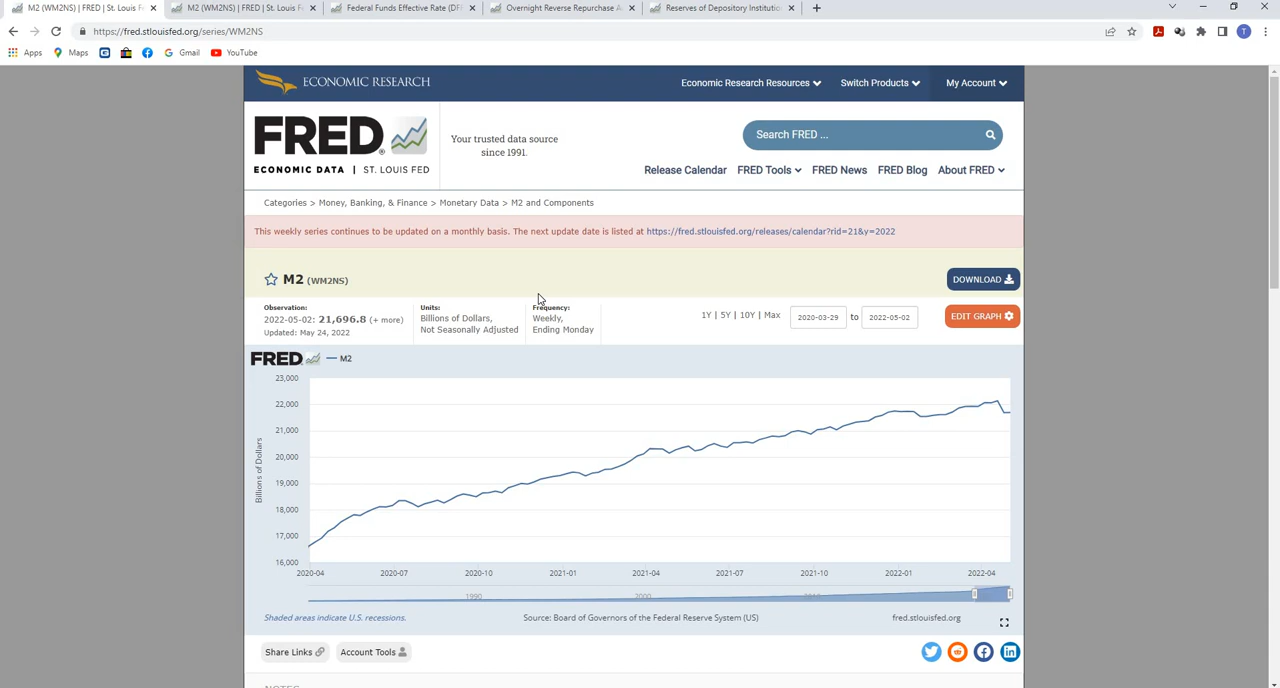 M2 (WM2NS) | FRED | St. Louis F
M2 (WM2NS) | FRED | St. Louis F
Federal Funds Effective Rate (DF
Overnight Reverse Repurchase A
Reserves of Depository Institutio
https://fred.stlouisfed.org/series/WM2NS
Apps
Maps
Gmail
YouTube
ECONOMIC RESEARCH
Economic Research Resources
Switch Products
My Account
FRED
ECONOMIC DATA | ST. LOUIS FED
Your trusted data source
since 1991.
Search FRED ...
Release Calendar FRED Tools FRED News FRED Blog About FRED
Categories > Money, Banking, & Finance > Monetary Data > M2 and Components
This weekly series continues to be updated on a monthly basis. The next update date is listed at https://fred.stlouisfed.org/releases/calendar?rid=21&y=2022
M2 (WM2NS)
DOWNLOAD
Observation:
2022-05-02: 21,696.8 (+ more)
Updated: May 24, 2022
Units:
Billions of Dollars,
Not Seasonally Adjusted
Frequency:
Weekly,
Ending Monday
1Y | 5Y | 10Y | Max
2020-03-29 to 2022-05-02
EDIT GRAPH
FRED M2
23,000
22,000
21,000
20,000
19,000
18,000
17,000
16,000
Billions of Dollars
2020-04 2020-07 2020-10 2021-01 2021-04 2021-07 2021-10 2022-01 2022-04
1990 2000 2010
Shaded areas indicate U.S. recessions.
Source: Board of Governors of the Federal Reserve System (US)
fred.stlouisfed.org
Share Links
Account Tools
NOTES